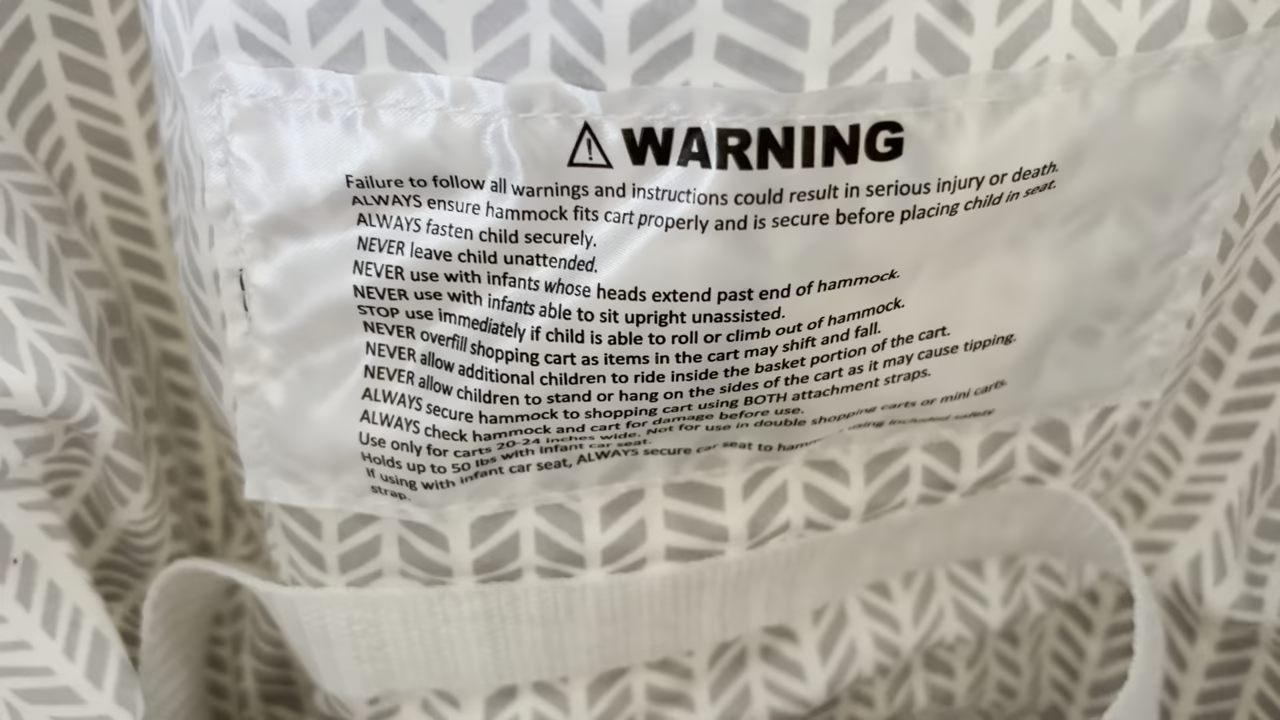 ⚠ WARNING
Failure to follow all warnings and instructions could result in serious injury or death.
ALWAYS ensure hammock fits cart properly and is secure before placing child in seat.
ALWAYS fasten child securely.
NEVER leave child unattended.
NEVER use with infants whose heads extend past end of hammock.
NEVER use with infants able to sit upright unassisted.
STOP use immediately if child is able to roll or climb out of hammock.
NEVER overfill shopping cart as items in the cart may shift and fall.
NEVER allow additional children to ride inside the basket portion of the cart.
NEVER allow children to stand or hang on the sides of the cart as it may cause tipping.
ALWAYS secure hammock to shopping cart using BOTH attachment straps.
ALWAYS check hammock and cart for damage before use.
Use only for carts 20-24 inches wide. Not for use in double shopping carts or mini carts.
Holds up to 50 lbs with infant car seat.
If using with infant car seat, ALWAYS secure car seat to using included safety
strap.